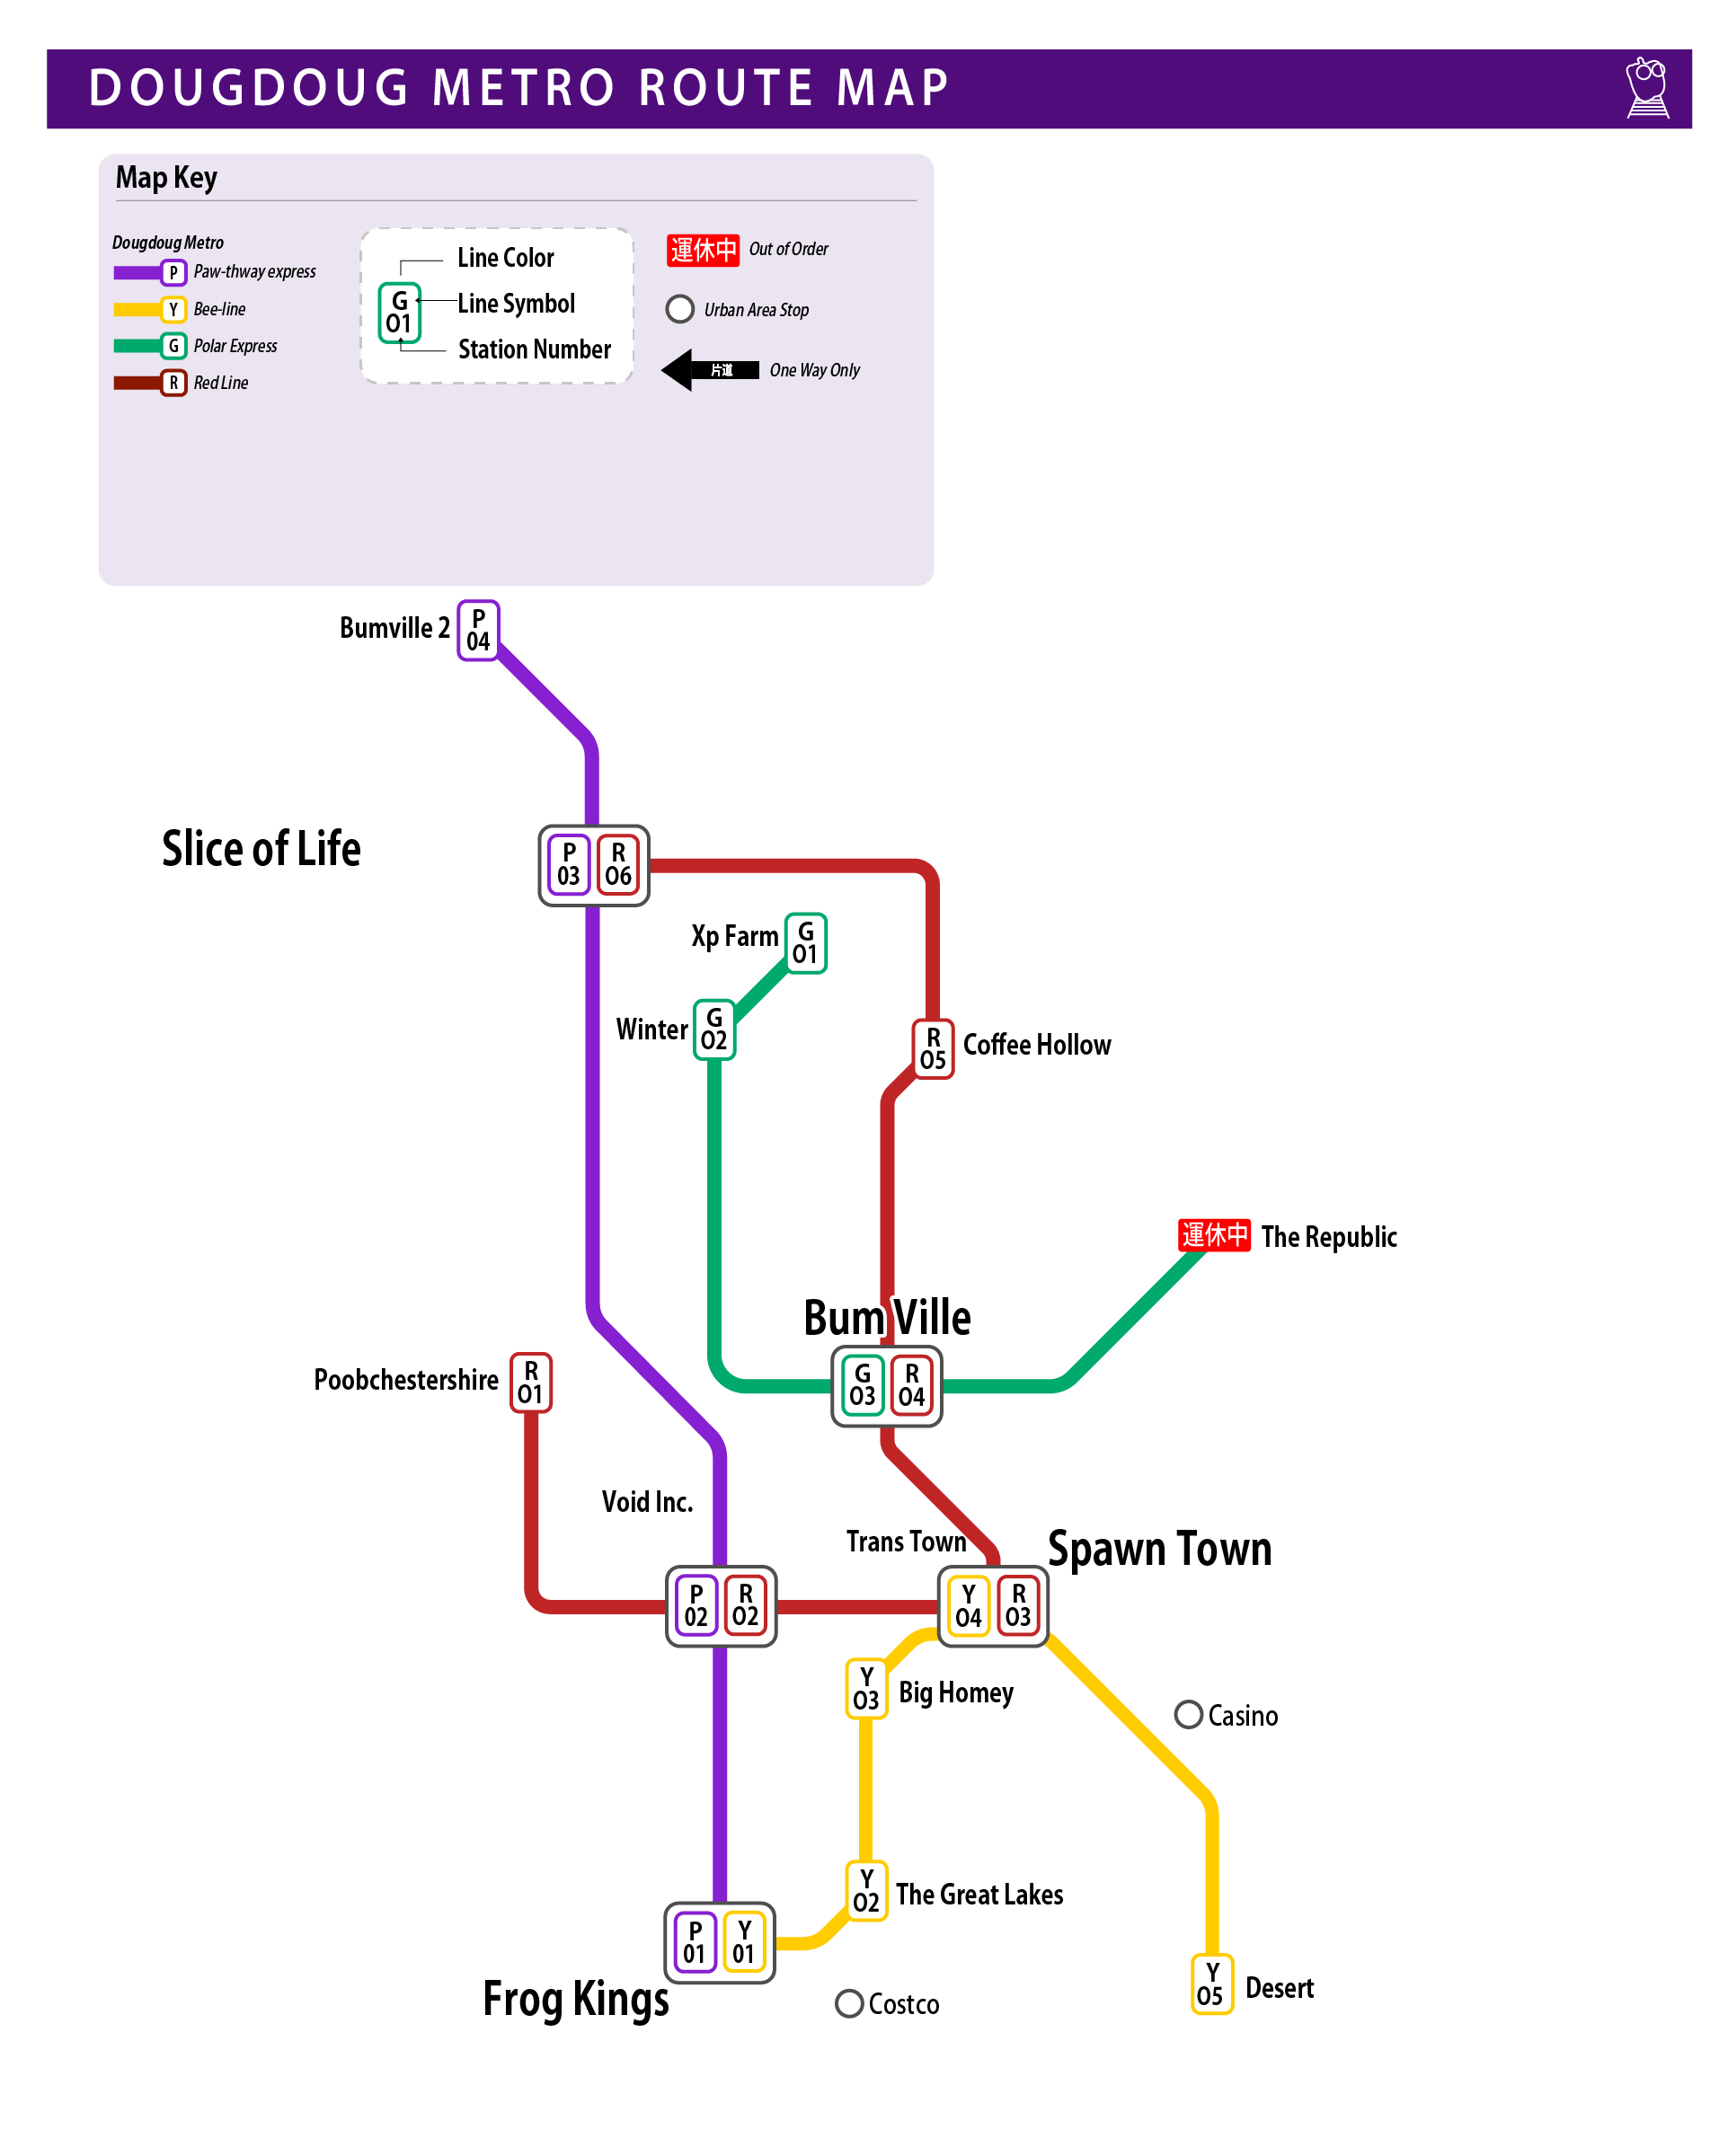 DOUGDOUG METRO ROUTE MAP
Map Key
Dougdoug Metro
P Paw-thway express
Y Bee-line
G Polar Express
R Red Line
G
01
Line Color
Line Symbol
Station Number
運休中 Out of Order
Urban Area Stop
片道 One Way Only
Bumville 2
P
04
Slice of Life
P
03
R
06
Xp Farm
G
01
Winter
G
02
R
05
Coffee Hollow
運休中 The Republic
Bum Ville
G
03
R
04
Poobchestershire
R
01
Void Inc.
Trans Town
Spawn Town
P
02
R
02
Y
04
R
03
Y
03
Big Homey
Casino
Y
02
The Great Lakes
P
01
Y
01
Frog Kings
Costco
Y
05
Desert